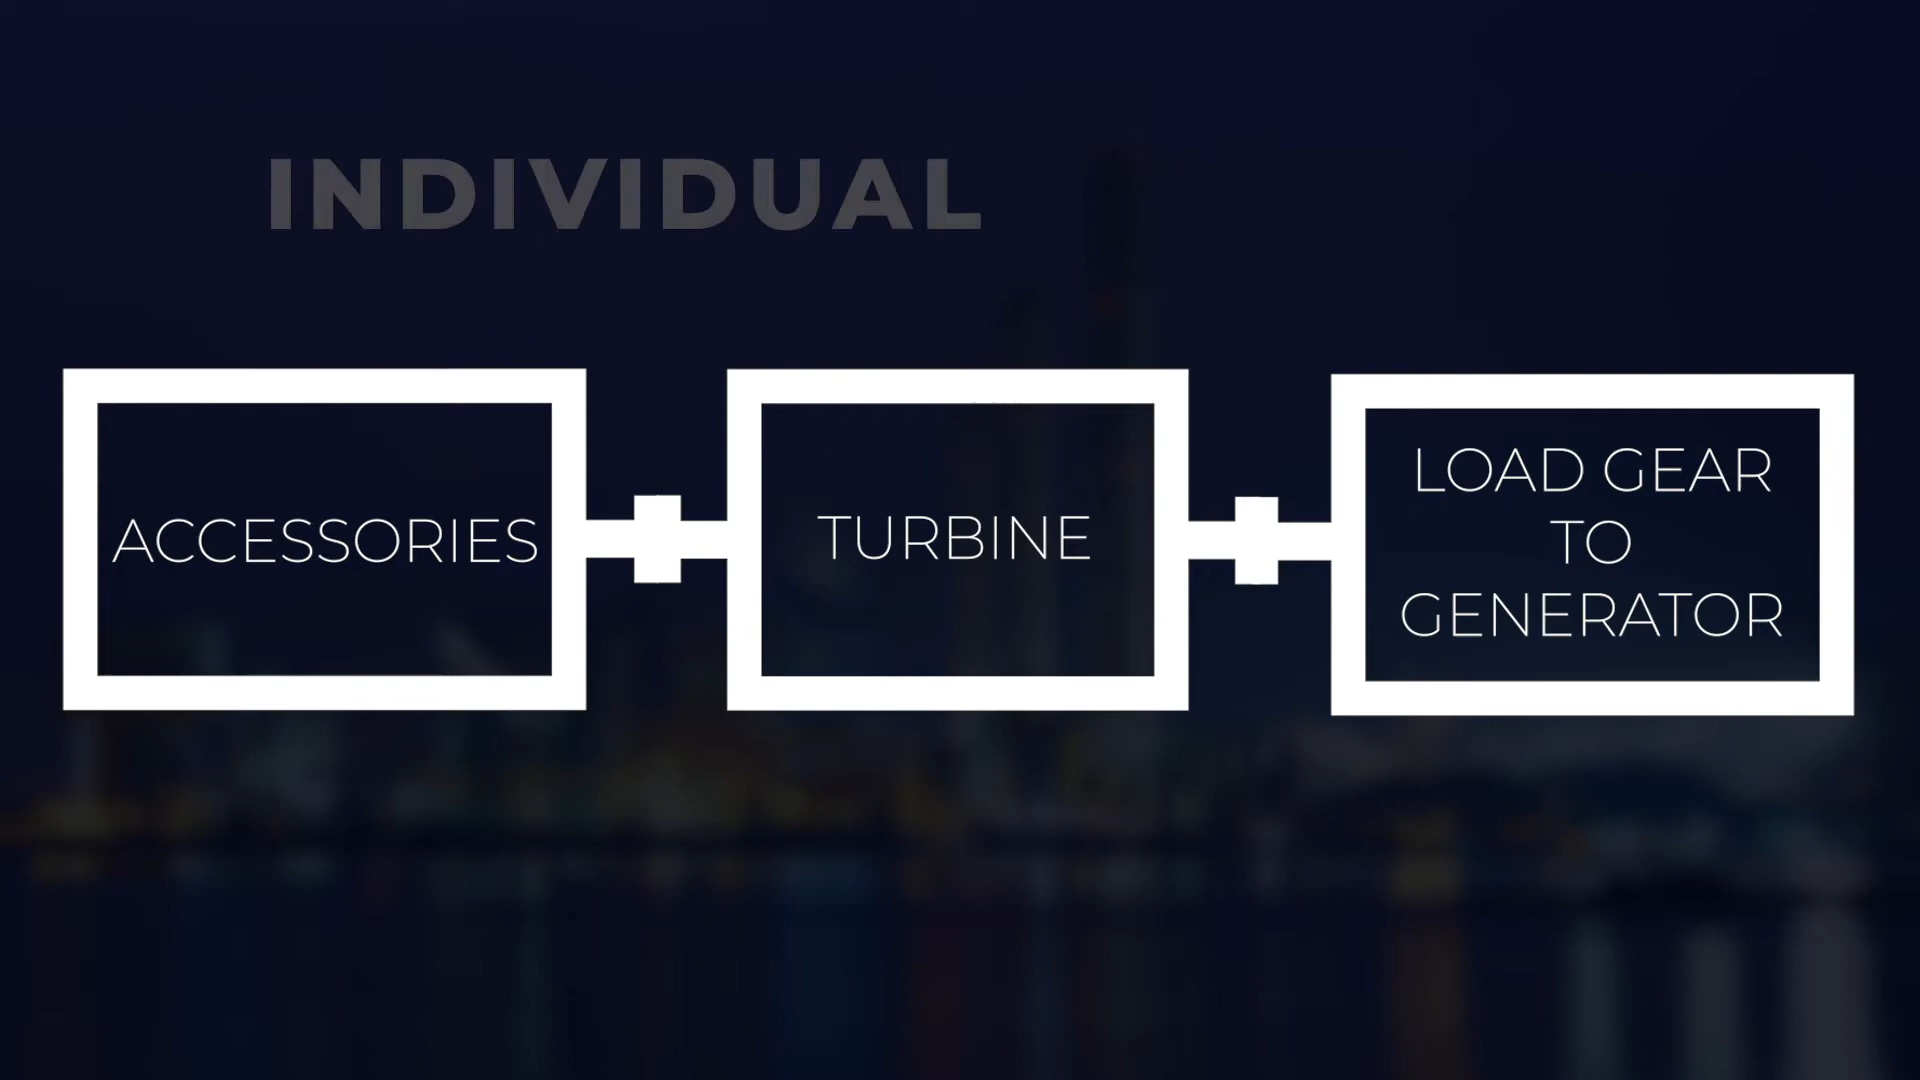 INDIVIDUAL
ACCESSORIES
TURBINE
LOAD GEAR
TO
GENERATOR